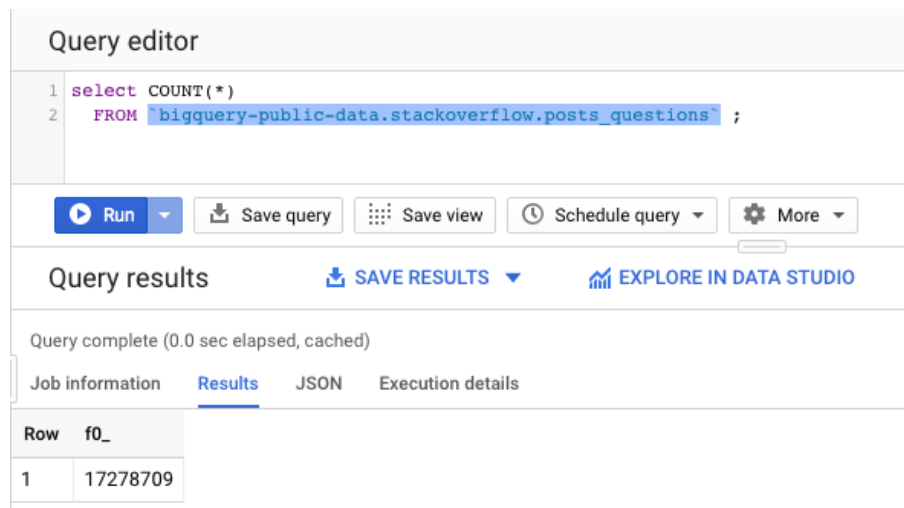 Query editor
1 select COUNT(*)
2 FROM `bigquery-public-data.stackoverflow.posts_questions` ;
Run Save query Save view Schedule query More
Query results SAVE RESULTS EXPLORE IN DATA STUDIO
Query complete (0.0 sec elapsed, cached)
Job information Results JSON Execution details
Row f0_
1 17278709